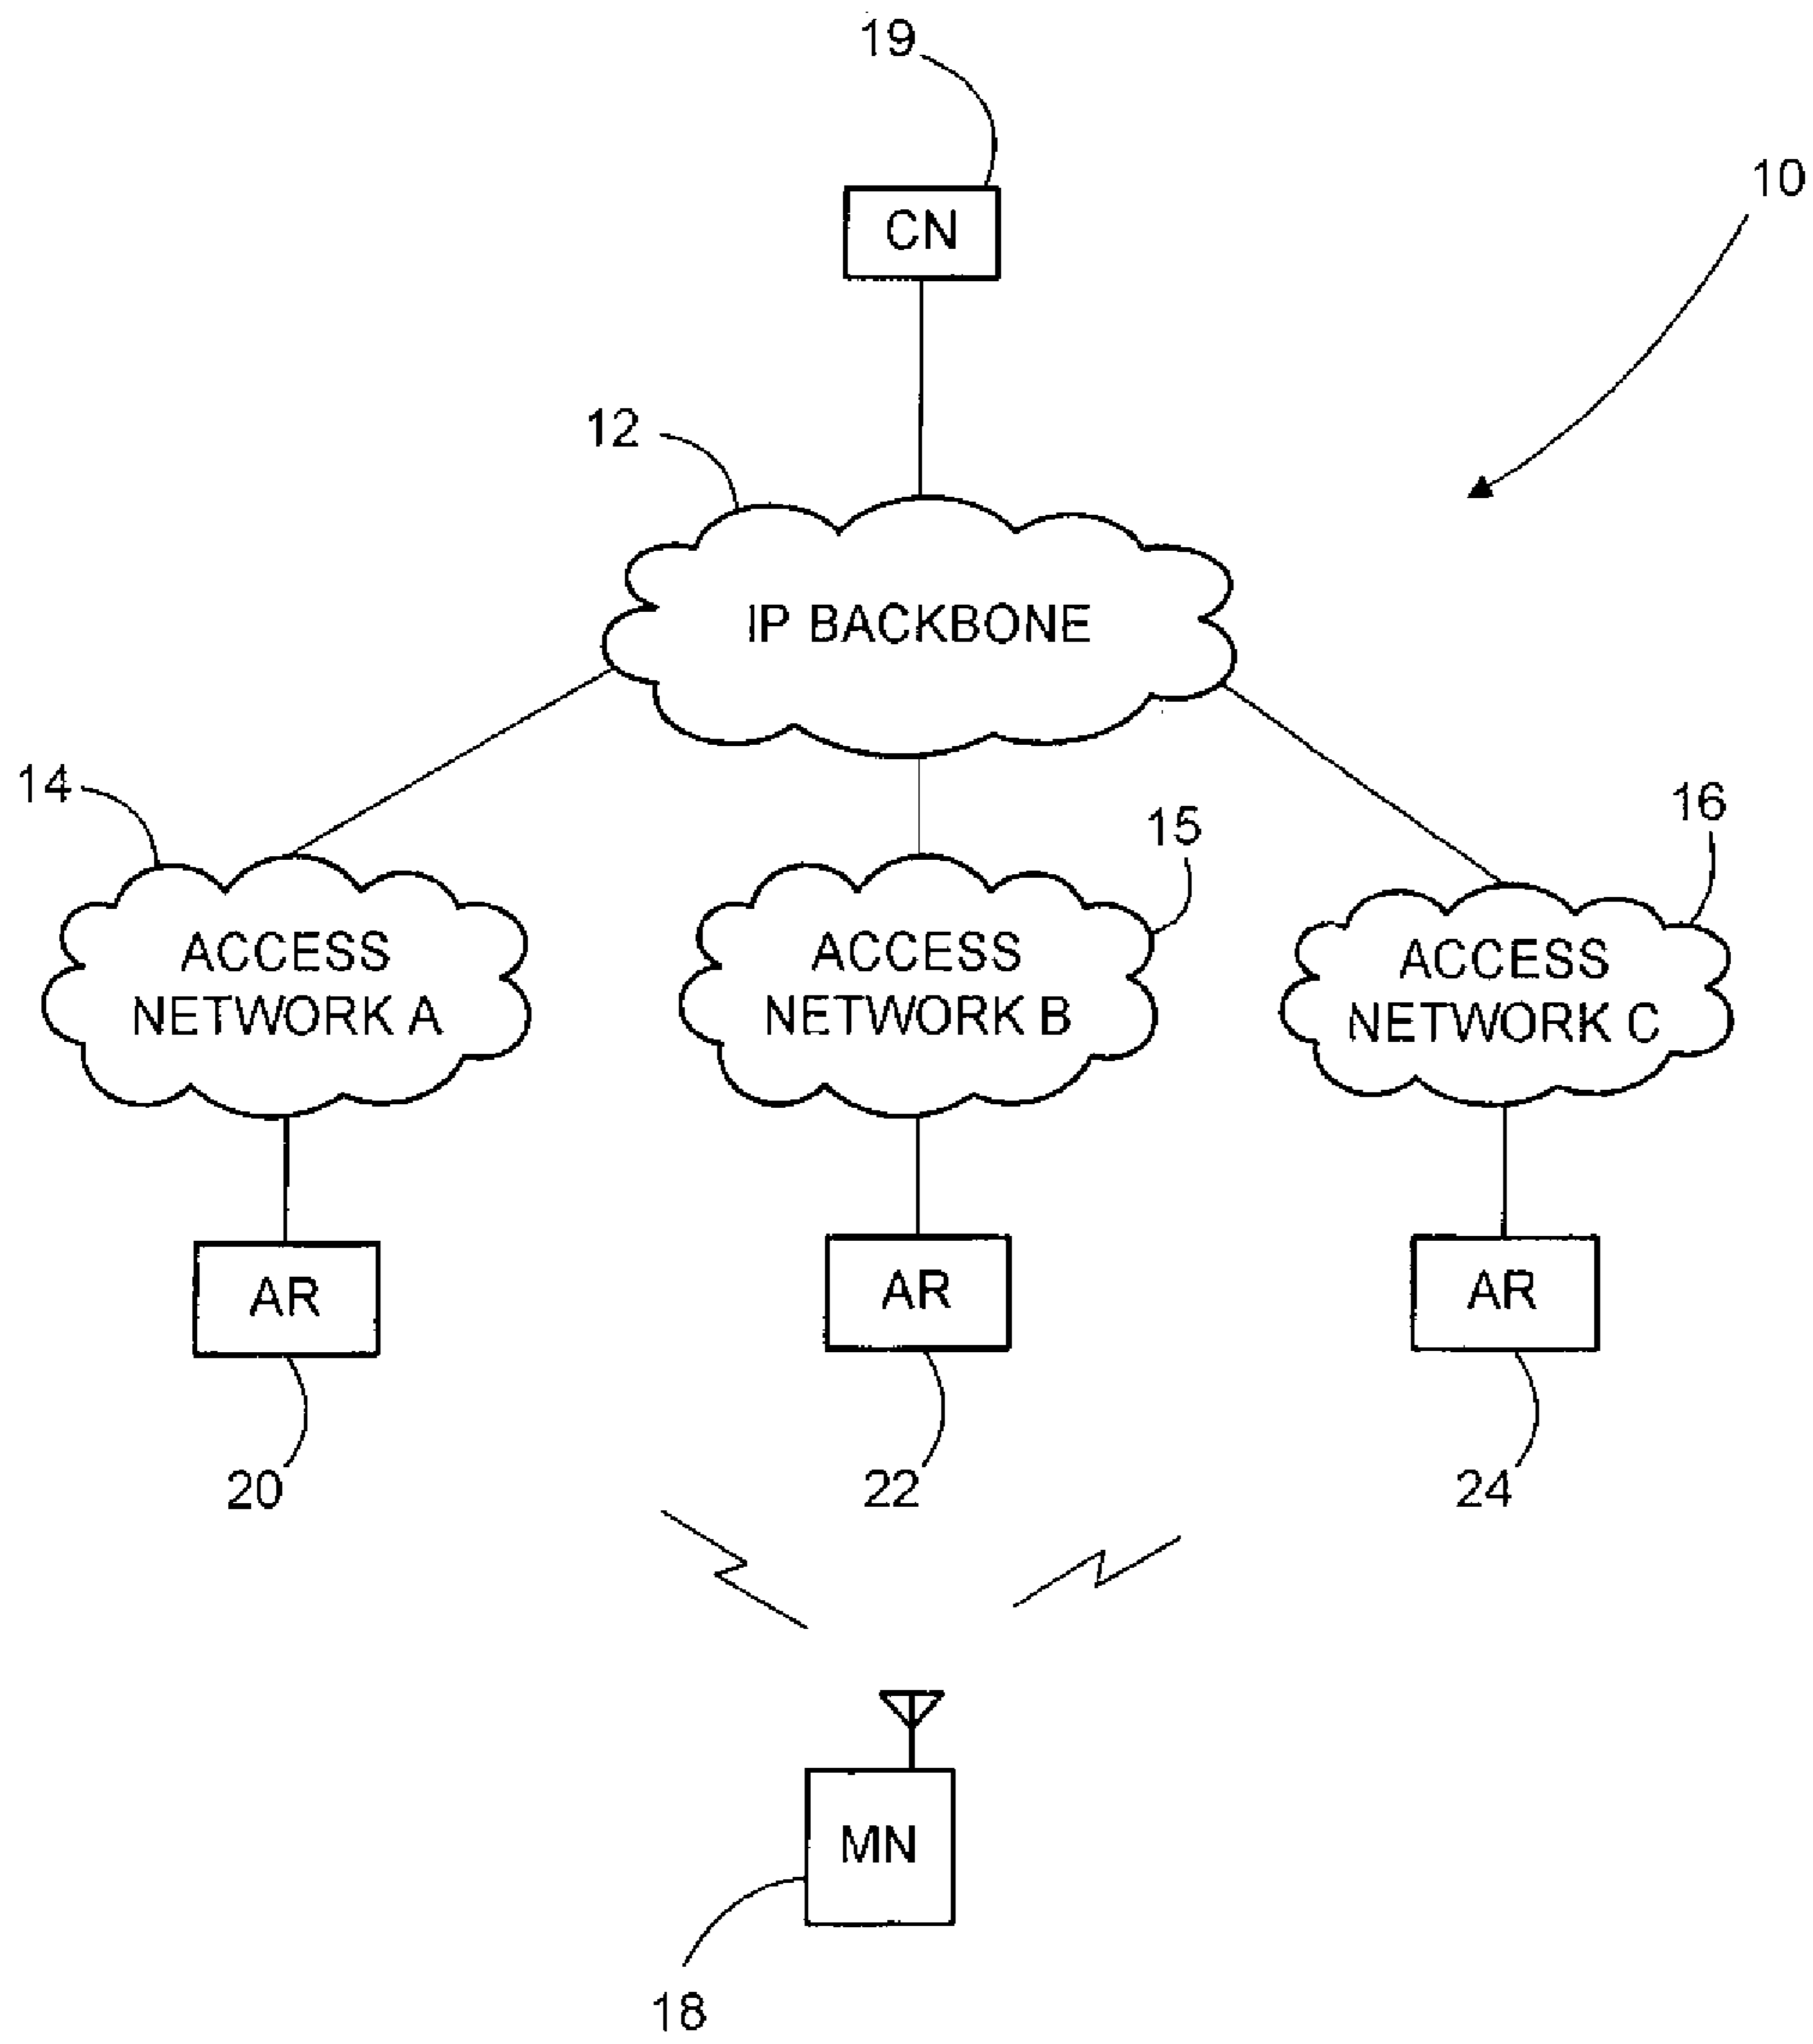 19
10
CN
12
IP BACKBONE
14
15
16
ACCESS
NETWORK A
ACCESS
NETWORK B
ACCESS
NETWORK C
AR
AR
AR
20
22
24
MN
18